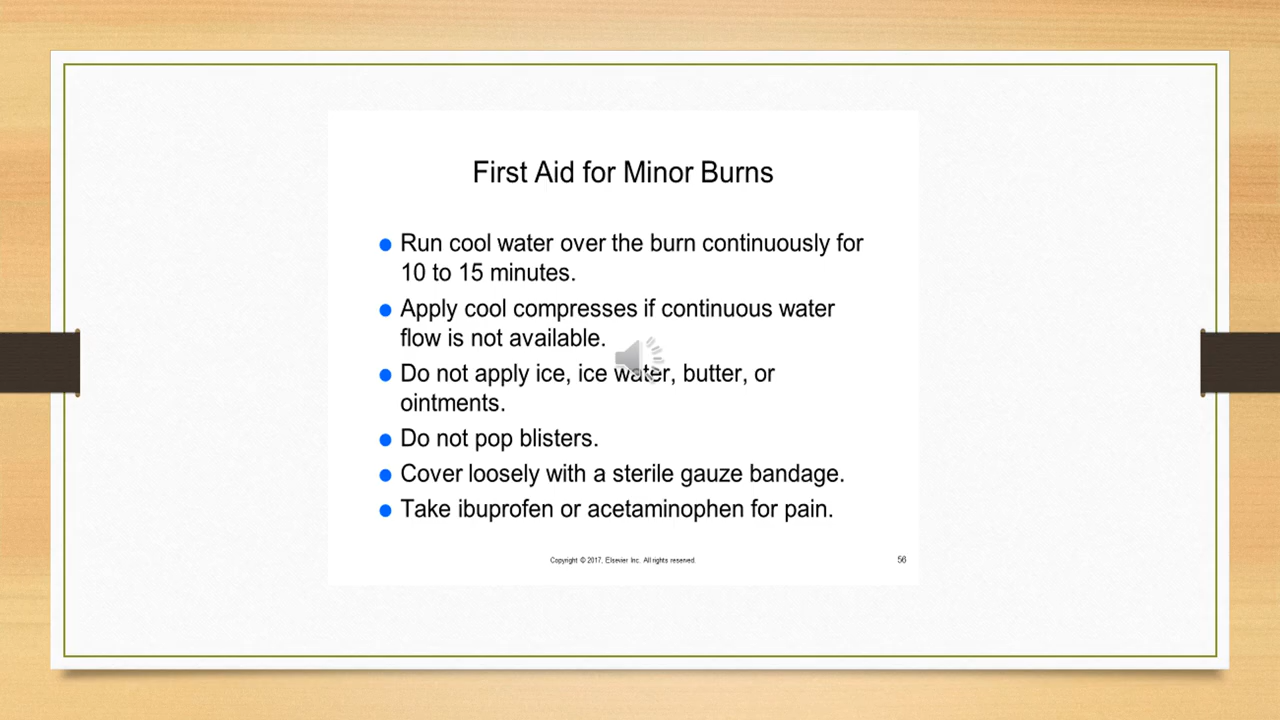 First Aid for Minor Burns
Run cool water over the burn continuously for
10 to 15 minutes.
Apply cool compresses if continuous water
flow is not available.
Do not apply ice, ice water, butter, or
ointments.
Do not pop blisters.
Cover loosely with a sterile gauze bandage.
Take ibuprofen or acetaminophen for pain.
Copyright © 2017, Elsevier Inc. All rights reserved.
56